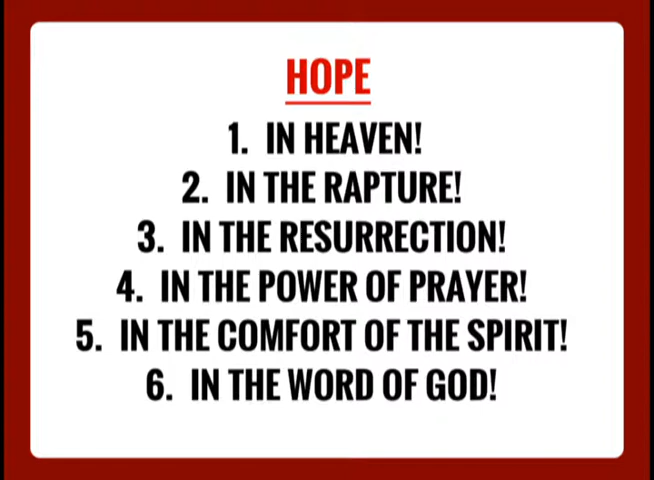 HOPE
1. IN HEAVEN!
2. IN THE RAPTURE!
3. IN THE RESURRECTION!
4. IN THE POWER OF PRAYER!
5. IN THE COMFORT OF THE SPIRIT!
6. IN THE WORD OF GOD!